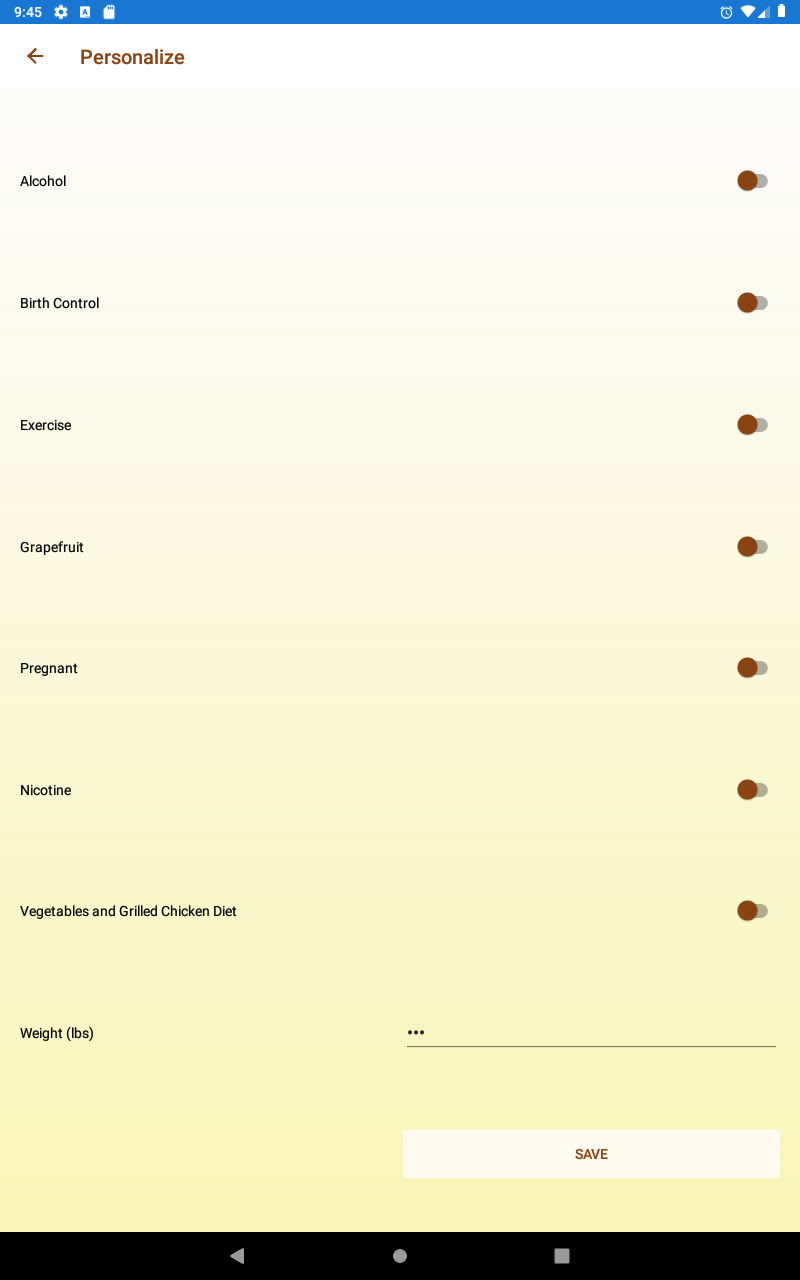 9:45
Personalize
Alcohol
Birth Control
Exercise
Grapefruit
Pregnant
Nicotine
Vegetables and Grilled Chicken Diet
Weight (lbs)
•••
SAVE